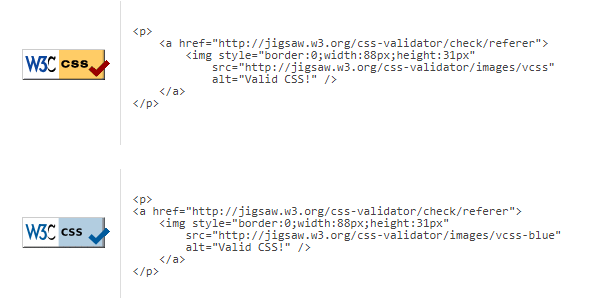 W3C css
<p>
    <a href="http://jigsaw.w3.org/css-validator/check/referer">
        <img style="border:0;width:88px;height:31px"
            src="http://jigsaw.w3.org/css-validator/images/vcss"
            alt="Valid CSS!" />
    </a>
</p>
W3C css
<p>
<a href="http://jigsaw.w3.org/css-validator/check/referer">
    <img style="border:0;width:88px;height:31px"
        src="http://jigsaw.w3.org/css-validator/images/vcss-blue"
        alt="Valid CSS!" />
    </a>
</p>